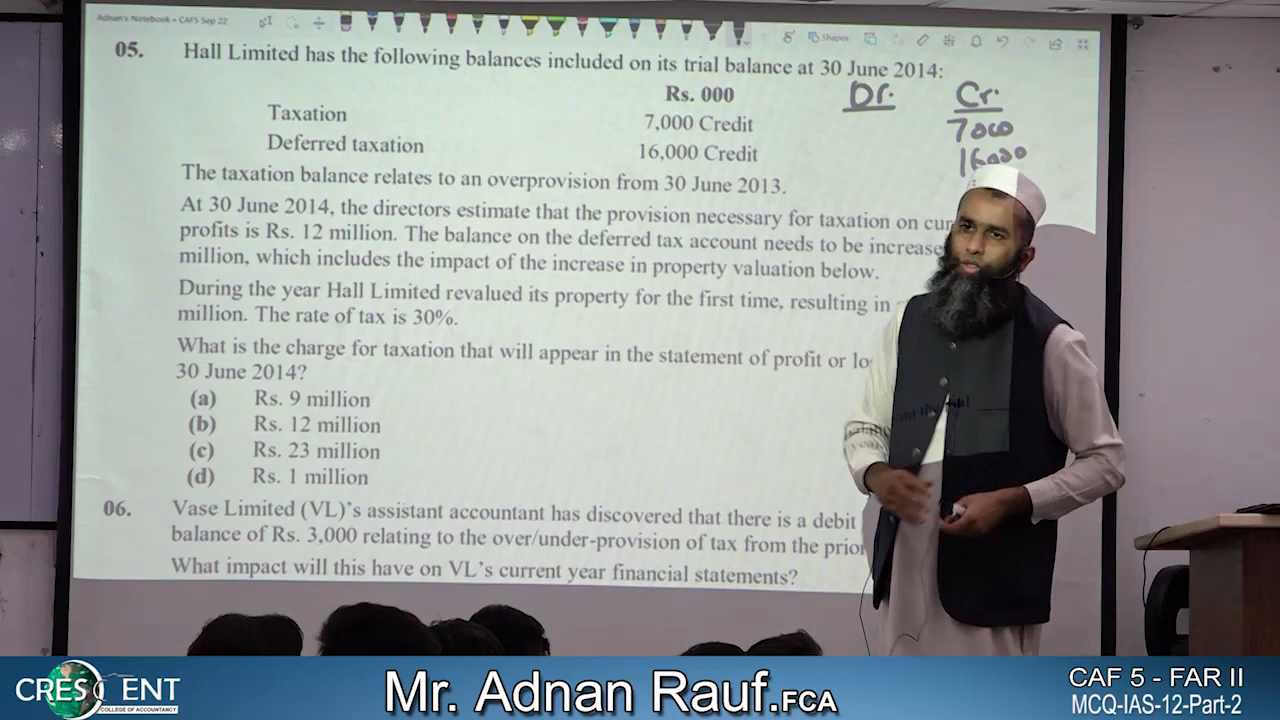 Adnan's Notebook » CAF5 Sep 22
Shapes
05. Hall Limited has the following balances included on its trial balance at 30 June 2014:
Rs. 000
Dr. Cr.
Taxation 7,000 Credit 7000
Deferred taxation 16,000 Credit 16000
The taxation balance relates to an overprovision from 30 June 2013.
At 30 June 2014, the directors estimate that the provision necessary for taxation on
profits is Rs. 12 million. The balance on the deferred tax account needs to be
million, which includes the impact of the increase in property valuation below.
During the year Hall Limited revalued its property for the first time, resulting in
million. The rate of tax is 30%.
What is the charge for taxation that will appear in the statement of profit or
30 June 2014?
(a) Rs. 9 million
(b) Rs. 12 million
(c) Rs. 23 million
(d) Rs. 1 million
06. Vase Limited (VL)'s assistant accountant has discovered that there is a debit
balance of Rs. 3,000 relating to the over/under-provision of tax from the
What impact will this have on VL's current year financial statements?
CRESCENT
COLLEGE OF ACCOUNTANCY
Mr. Adnan Rauf.FCA
CAF 5 - FAR II
MCQ-IAS-12-Part-2